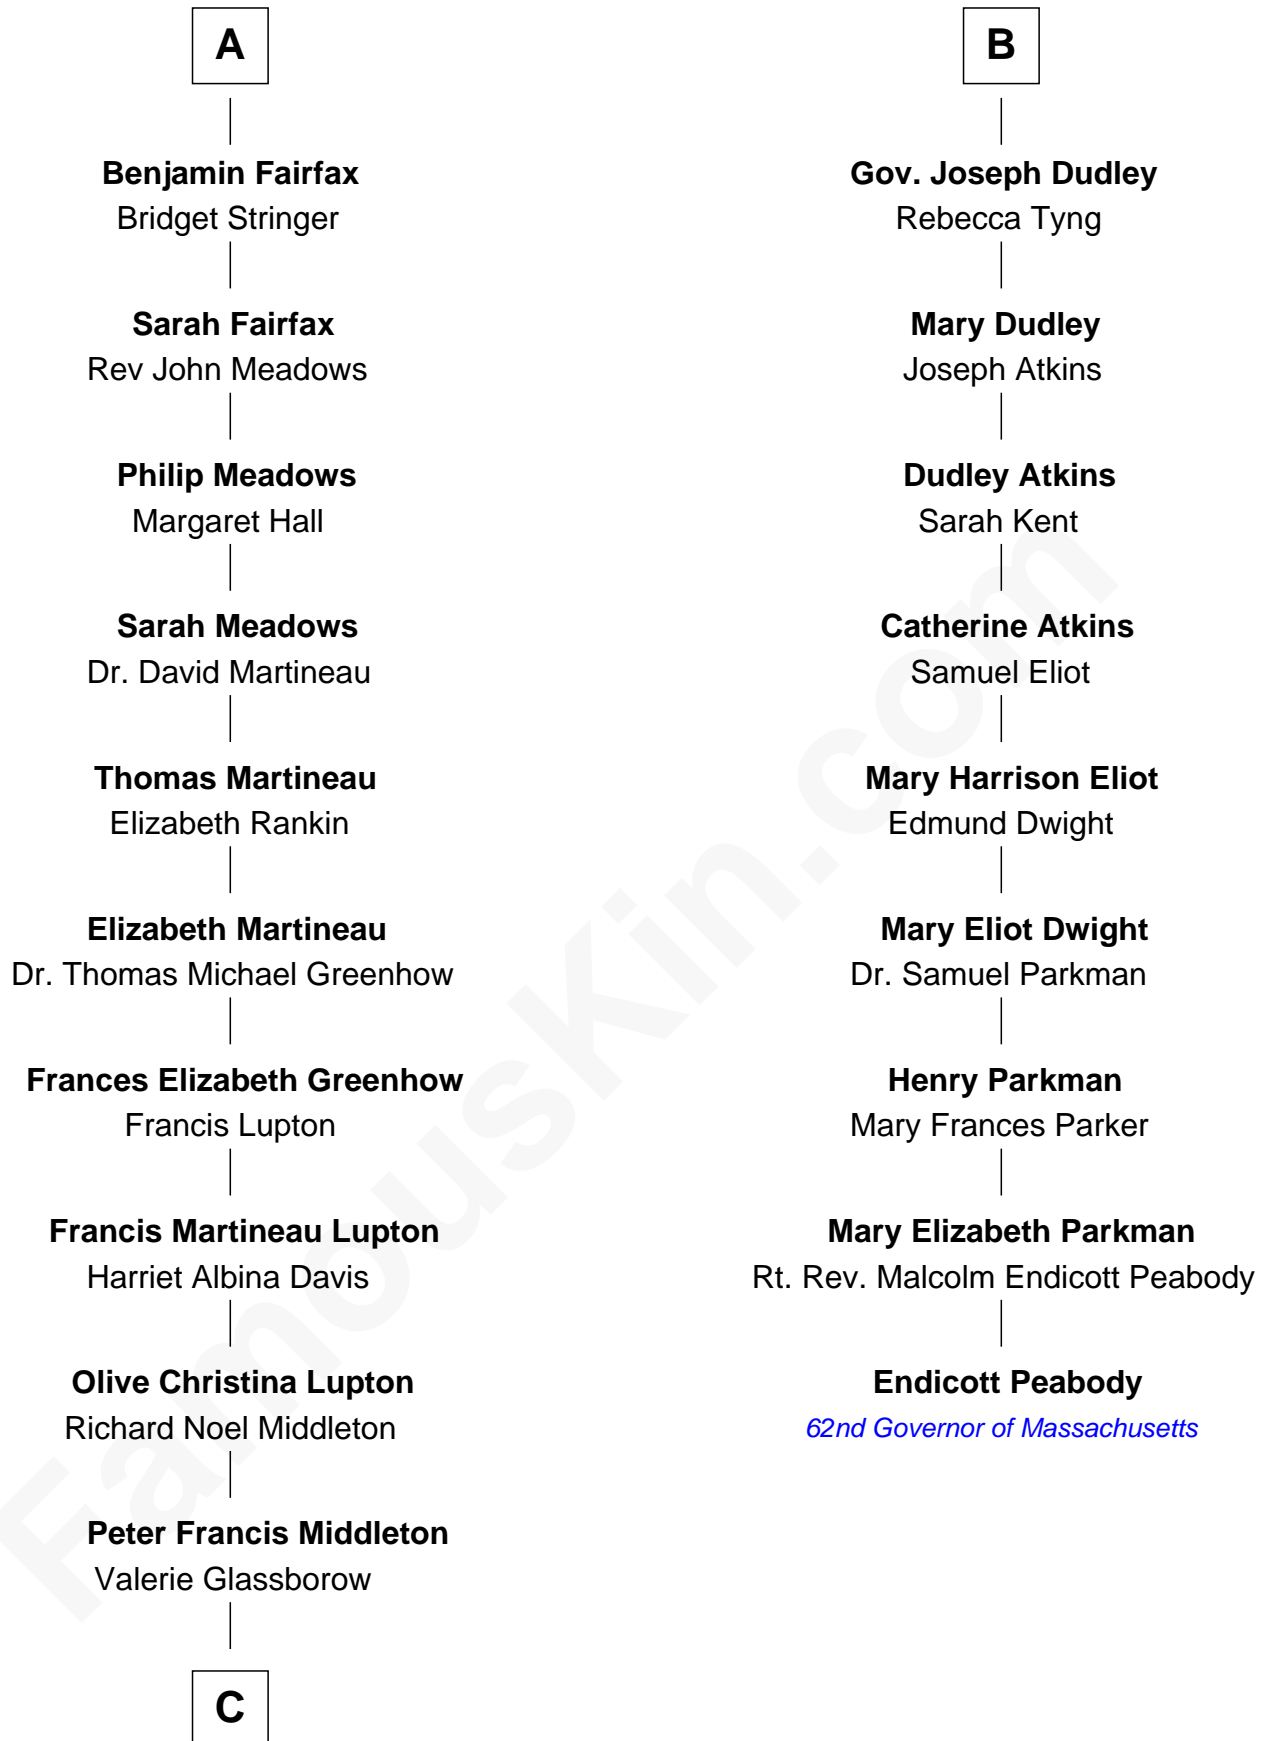 A
Benjamin Fairfax
Bridget Stringer
Sarah Fairfax
Rev John Meadows
Philip Meadows
Margaret Hall
Sarah Meadows
Dr. David Martineau
Thomas Martineau
Elizabeth Rankin
Elizabeth Martineau
Dr. Thomas Michael Greenhow
Frances Elizabeth Greenhow
Francis Lupton
Francis Martineau Lupton
Harriet Albina Davis
Olive Christina Lupton
Richard Noel Middleton
Peter Francis Middleton
Valerie Glassborow
C
B
Gov. Joseph Dudley
Rebecca Tyng
Mary Dudley
Joseph Atkins
Dudley Atkins
Sarah Kent
Catherine Atkins
Samuel Eliot
Mary Harrison Eliot
Edmund Dwight
Mary Eliot Dwight
Dr. Samuel Parkman
Henry Parkman
Mary Frances Parker
Mary Elizabeth Parkman
Rt. Rev. Malcolm Endicott Peabody
Endicott Peabody
62nd Governor of Massachusetts
FamousKin.com